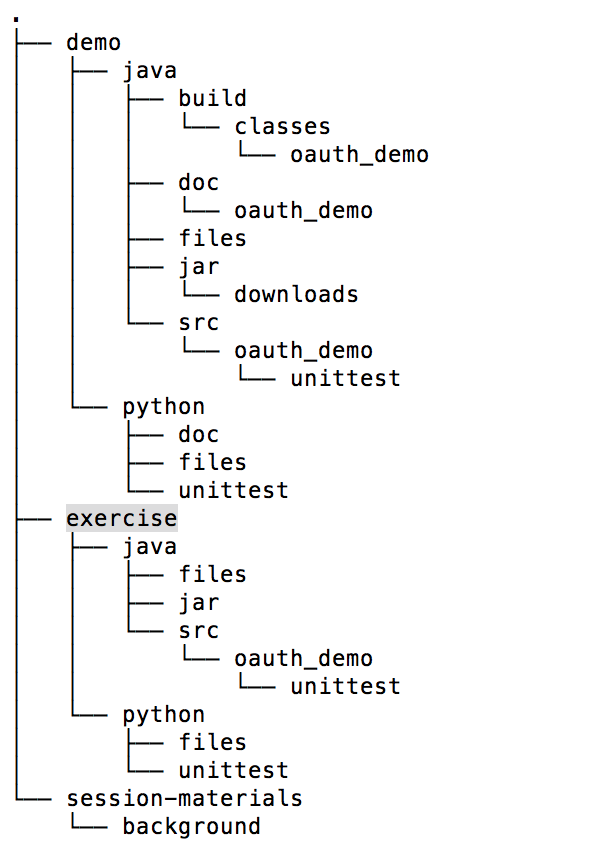 .
├── demo
│   ├── java
│   │   ├── build
│   │   │   └── classes
│   │   │       └── oauth_demo
│   │   ├── doc
│   │   │   └── oauth_demo
│   │   ├── files
│   │   ├── jar
│   │   │   └── downloads
│   │   └── src
│   │       └── oauth_demo
│   │           └── unittest
│   └── python
│       ├── doc
│       ├── files
│       └── unittest
├── exercise
│   ├── java
│   │   ├── files
│   │   ├── jar
│   │   └── src
│   │       └── oauth_demo
│   │           └── unittest
│   └── python
│       ├── files
│       └── unittest
└── session-materials
    └── background